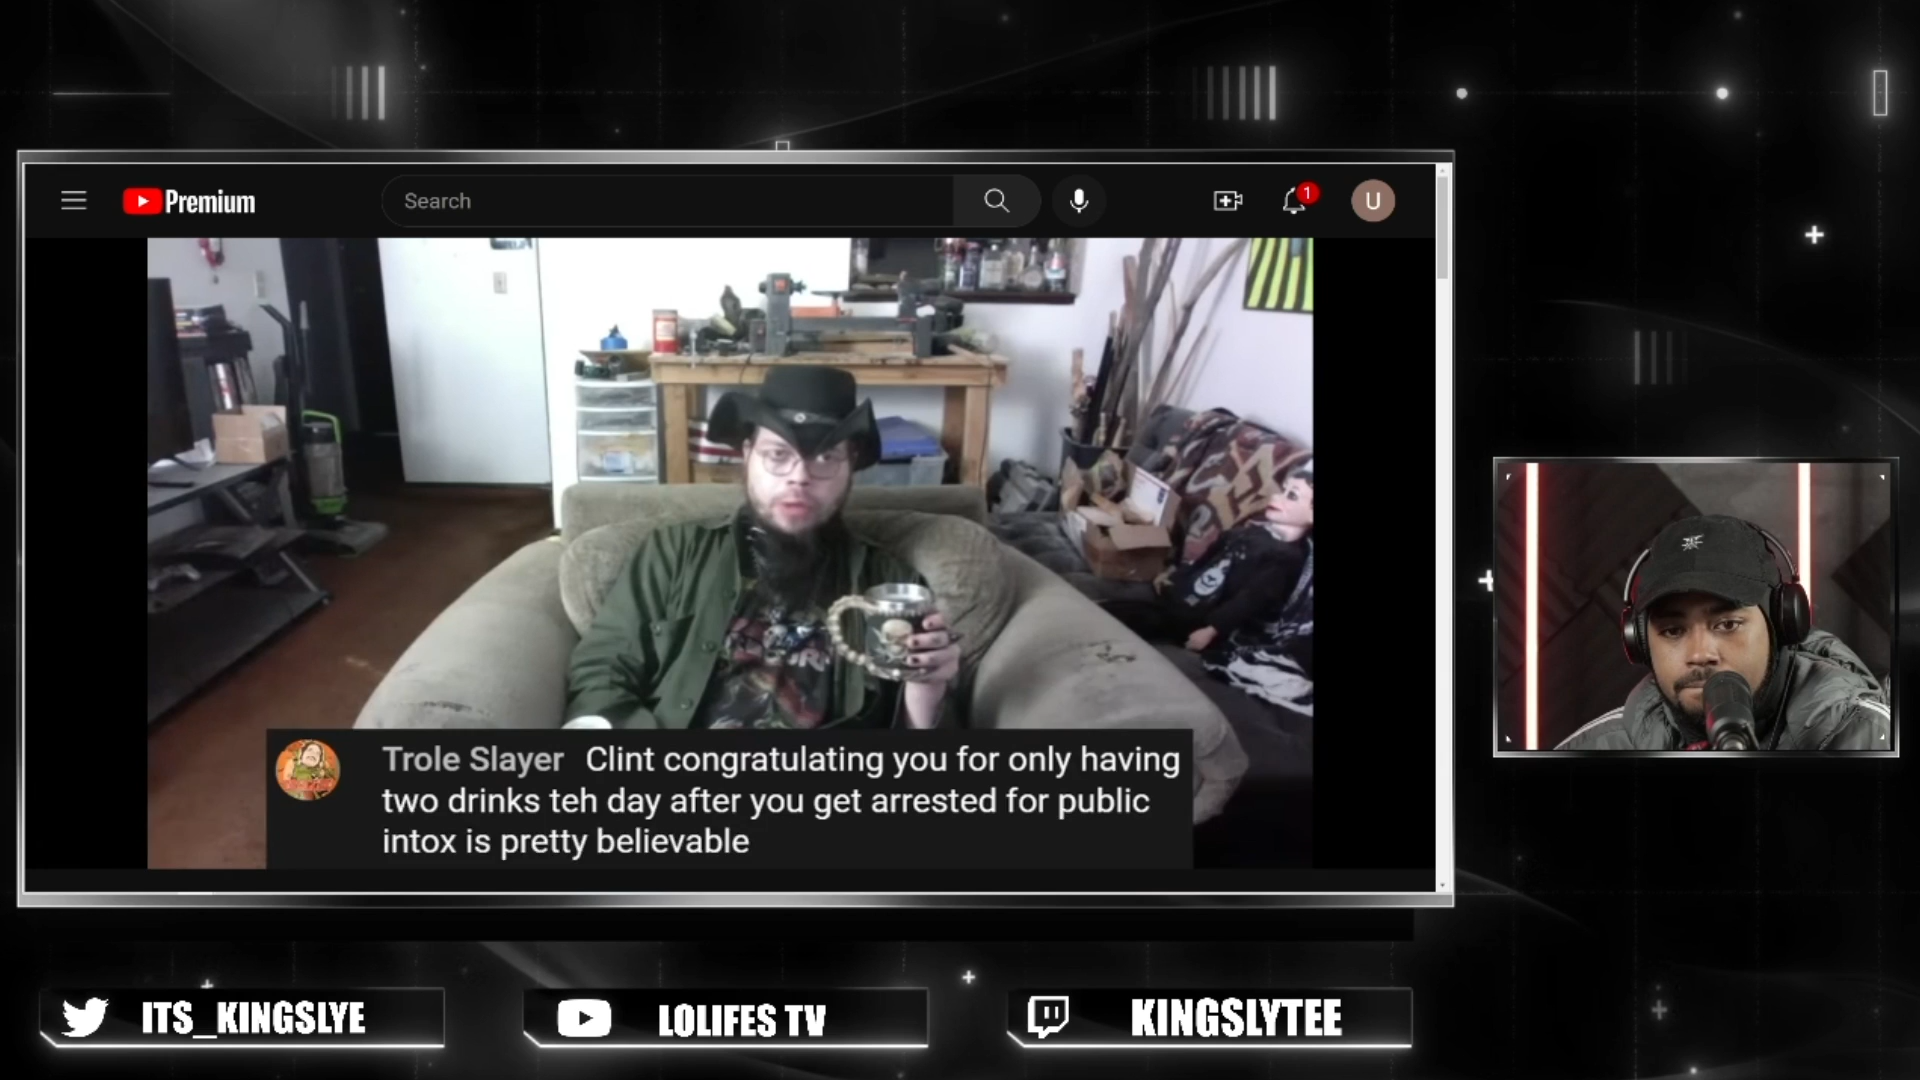 Premium
Search
1
U
Trole Slayer Clint congratulating you for only having
two drinks teh day after you get arrested for public
intox is pretty believable
ITS_KINGSLYE
LOLIFES TV
KINGSLYTEE